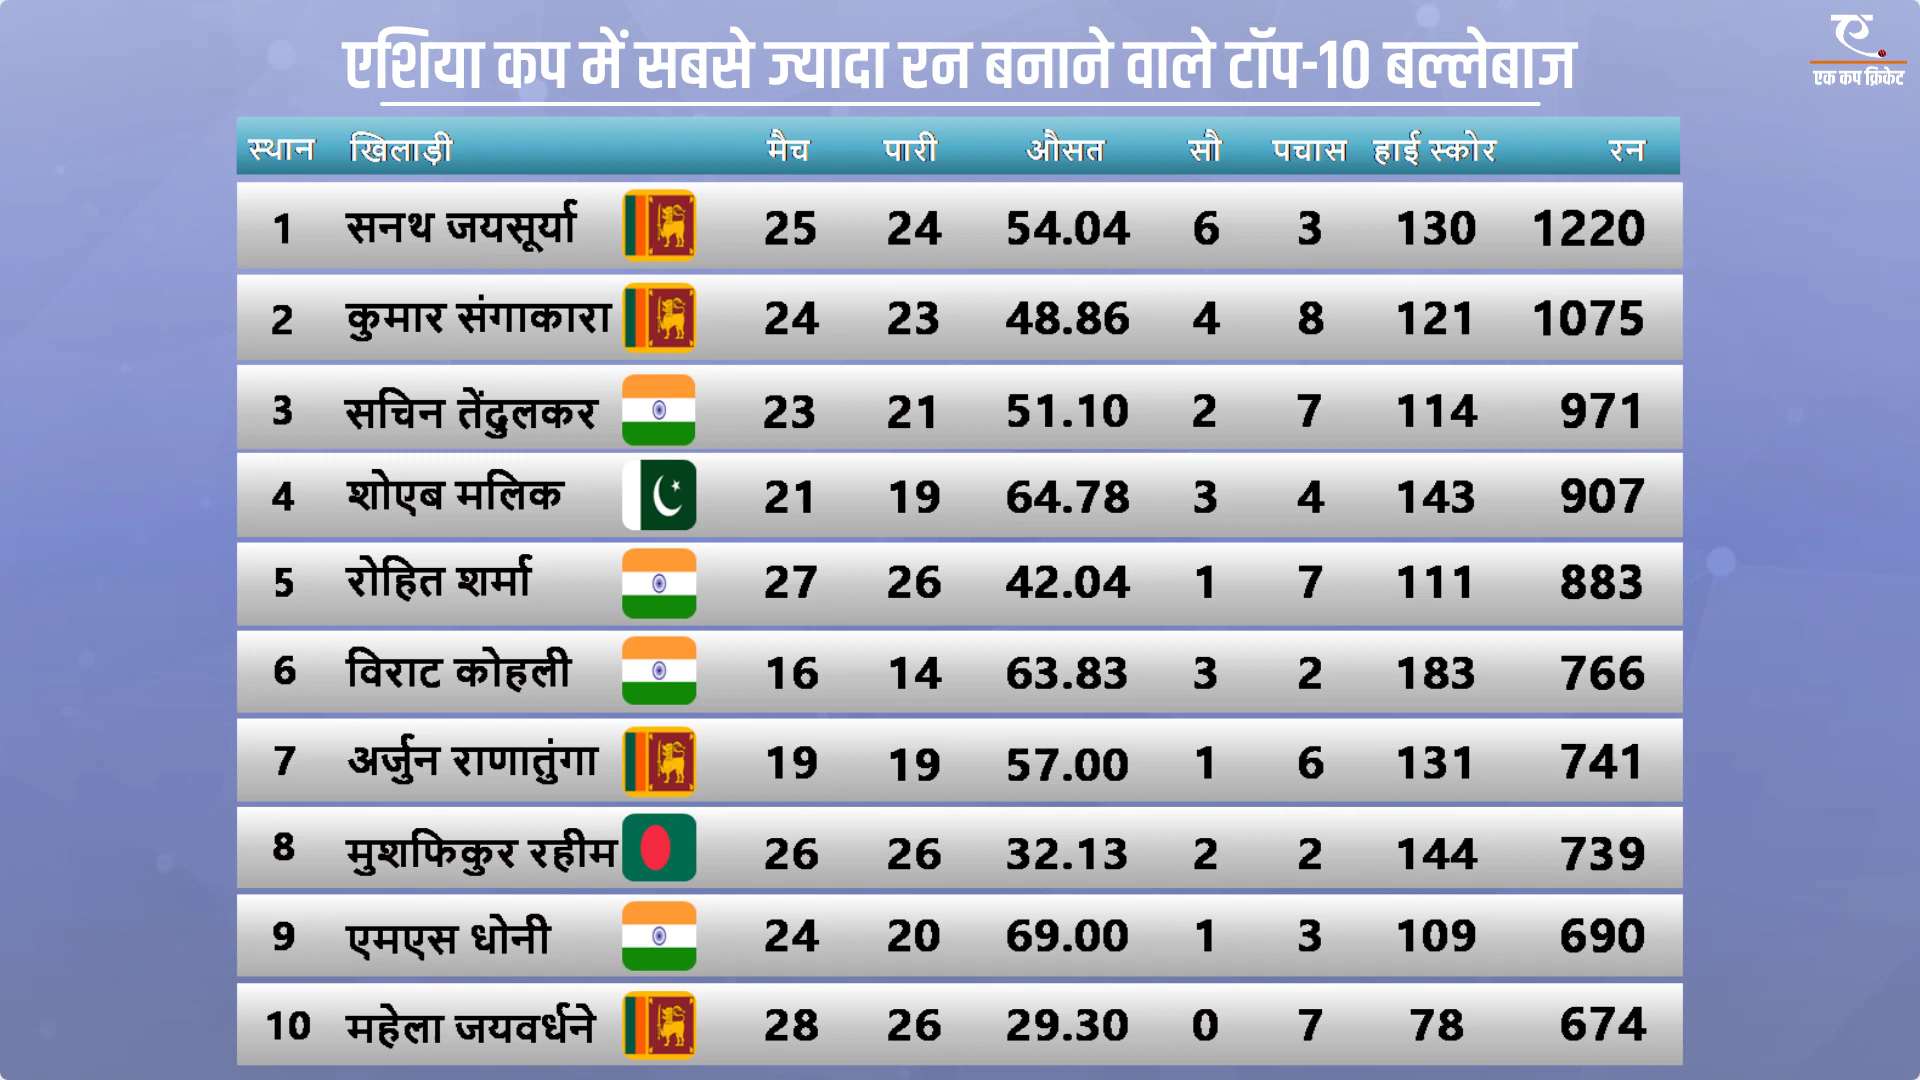 एशिया कप में सबसे ज्यादा रन बनाने वाले टॉप-10 बल्लेबाज
ए
एक कप क्रिकेट
स्थान खिलाड़ी मैच पारी औसत सौ पचास हाई स्कोर रन
1 सनथ जयसूर्या 25 24 54.04 6 3 130 1220
2 कुमार संगाकारा 24 23 48.86 4 8 121 1075
3 सचिन तेंदुलकर 23 21 51.10 2 7 114 971
4 शोएब मलिक 21 19 64.78 3 4 143 907
5 रोहित शर्मा 27 26 42.04 1 7 111 883
6 विराट कोहली 16 14 63.83 3 2 183 766
7 अर्जुन राणातुंगा 19 19 57.00 1 6 131 741
8 मुशफिकुर रहीम 26 26 32.13 2 2 144 739
9 एमएस धोनी 24 20 69.00 1 3 109 690
10 महेला जयवर्धने 28 26 29.30 0 7 78 674